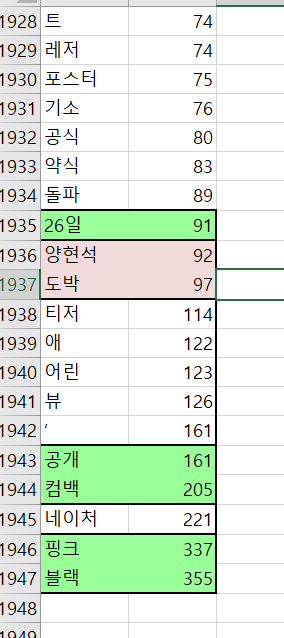 1928 트 74
1929 레저 74
1930 포스터 75
1931 기소 76
1932 공식 80
1933 약식 83
1934 돌파 89
1935 26일 91
1936 양현석 92
1937 도박 97
1938 티저 114
1939 애 122
1940 어린 123
1941 뷰 126
1942 ‘ 161
1943 공개 161
1944 컴백 205
1945 네이처 221
1946 핑크 337
1947 블랙 355
1948
1949